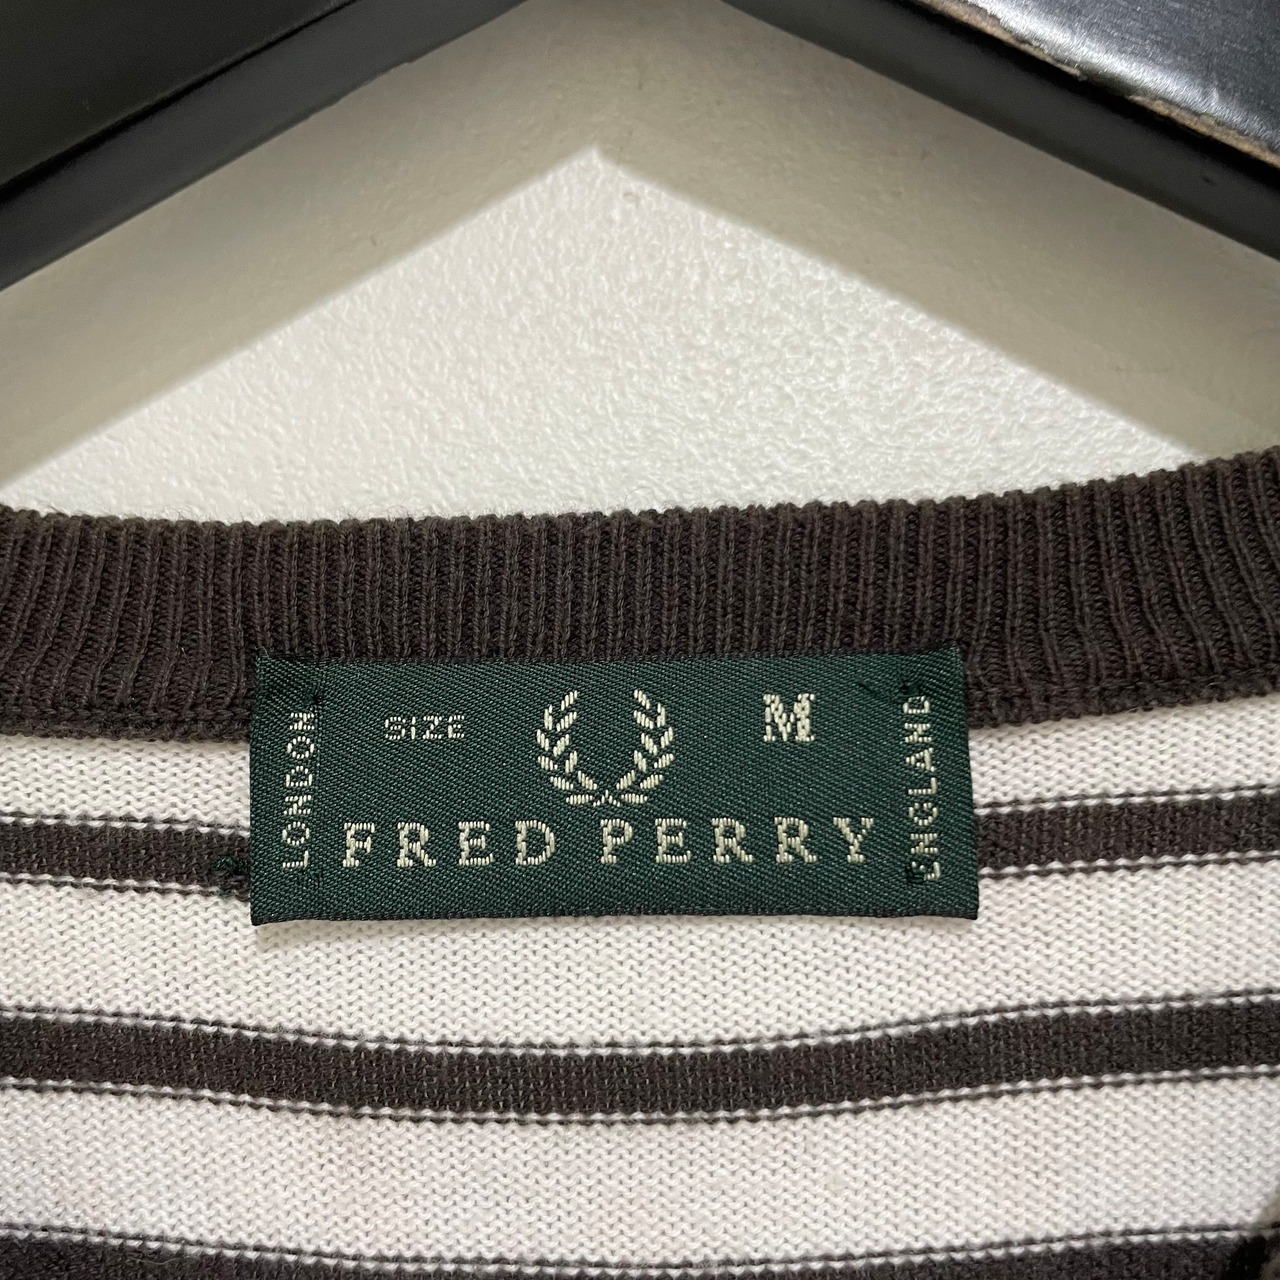 LONDON
SIZE M
FRED PERRY
ENGLAND